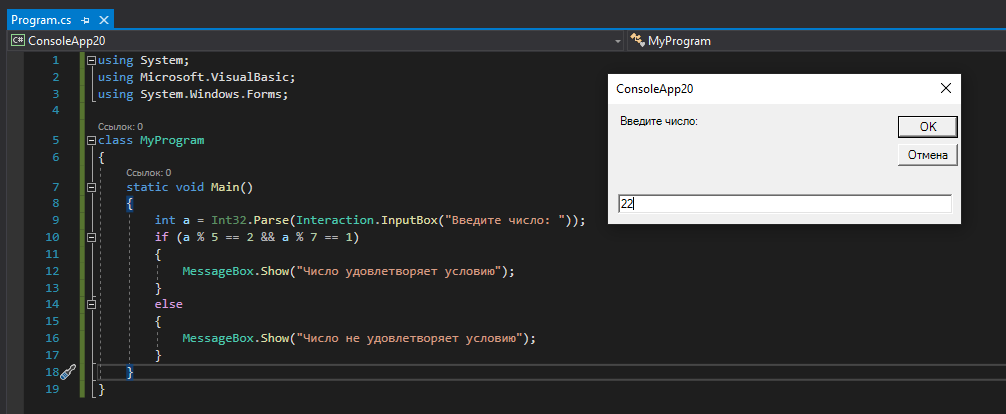 Program.cs
C# ConsoleApp20 MyProgram
1 using System;
2 using Microsoft.VisualBasic;
3 using System.Windows.Forms;
4
Ссылок: 0
5 class MyProgram
6 {
Ссылок: 0
7 static void Main()
8 {
9 int a = Int32.Parse(Interaction.InputBox("Введите число: "));
10 if (a % 5 == 2 && a % 7 == 1)
11 {
12 MessageBox.Show("Число удовлетворяет условию");
13 }
14 else
15 {
16 MessageBox.Show("Число не удовлетворяет условию");
17 }
18 }
19 }
ConsoleApp20
Введите число:
OK
Отмена
22